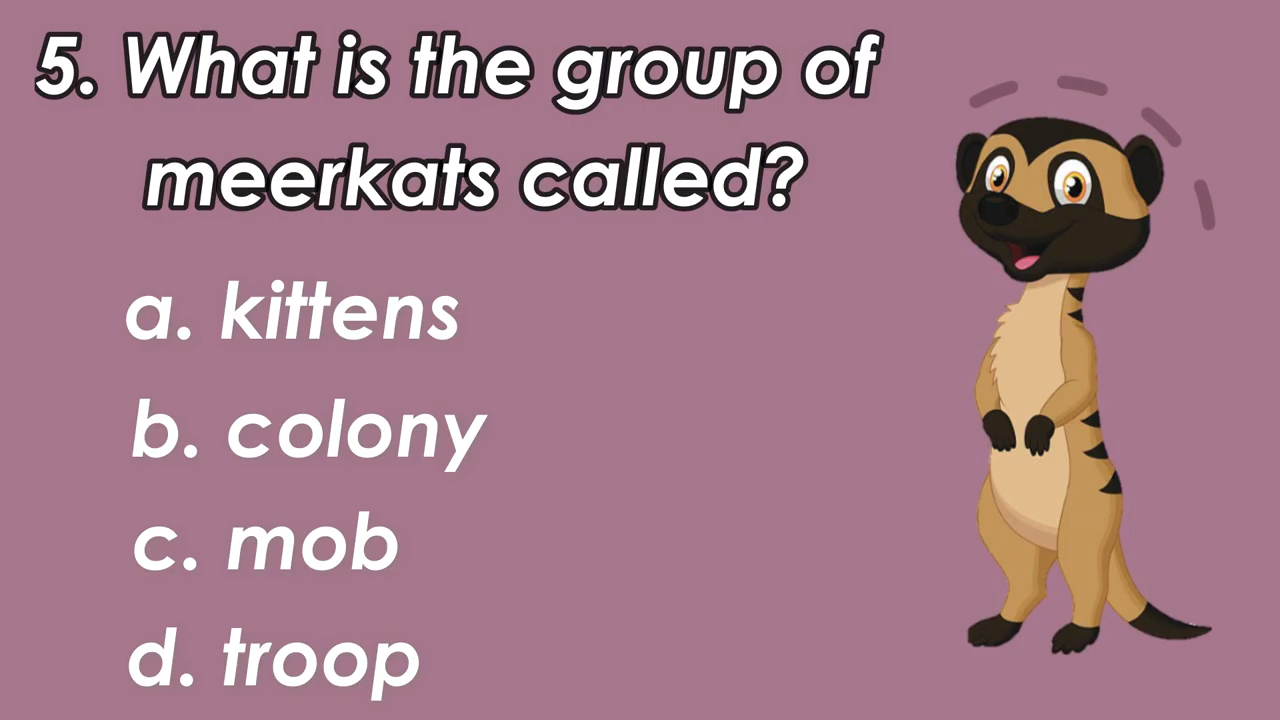 5. What is the group of
meerkats called?
a. kittens
b. colony
c. mob
d. troop